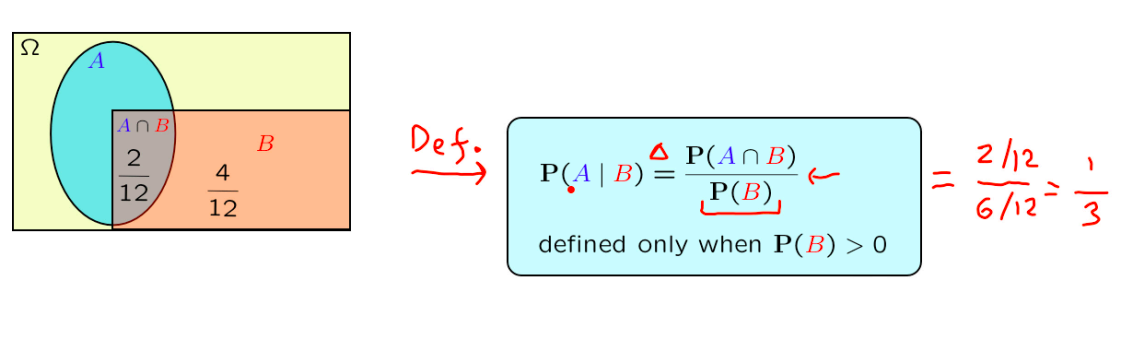 Ω
A
A ∩ B
B
2/12
4/12
Def.
P(A | B) ≜ P(A ∩ B) / P(B)
defined only when P(B) > 0
= 2/12 / 6/12 = 1/3